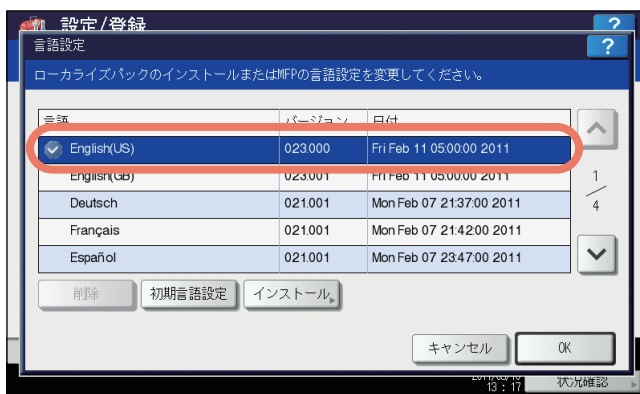 設定/登録
?
言語設定
?
ローカライズパックのインストールまたはMFPの言語設定を変更してください。
言語 バージョン 日付
English(US) 023.000 Fri Feb 11 05:00:00 2011
English(GB) 023.001 Fri Feb 11 05:00:00 2011
Deutsch 021.001 Mon Feb 07 21:37:00 2011
Français 021.001 Mon Feb 07 21:42:00 2011
Español 021.001 Mon Feb 07 23:47:00 2011
1
4
削除 初期言語設定 インストール
キャンセル OK
13 : 17
状況確認